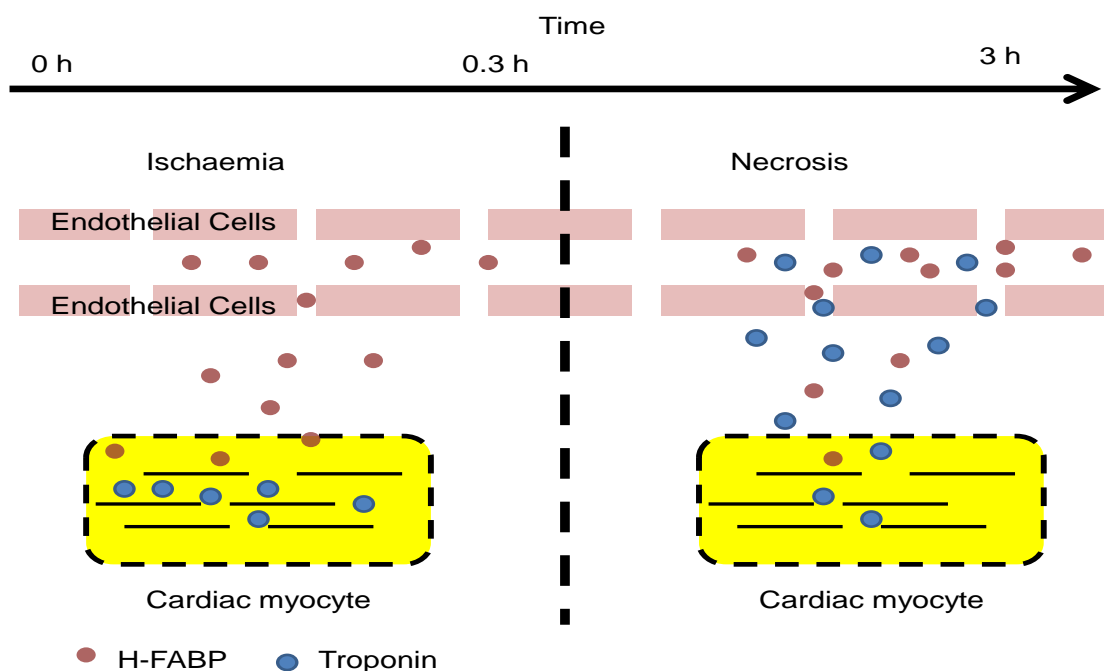 Time
0 h
0.3 h
3 h
Ischaemia
Necrosis
Endothelial Cells
Endothelial Cells
Cardiac myocyte
Cardiac myocyte
H-FABP
Troponin